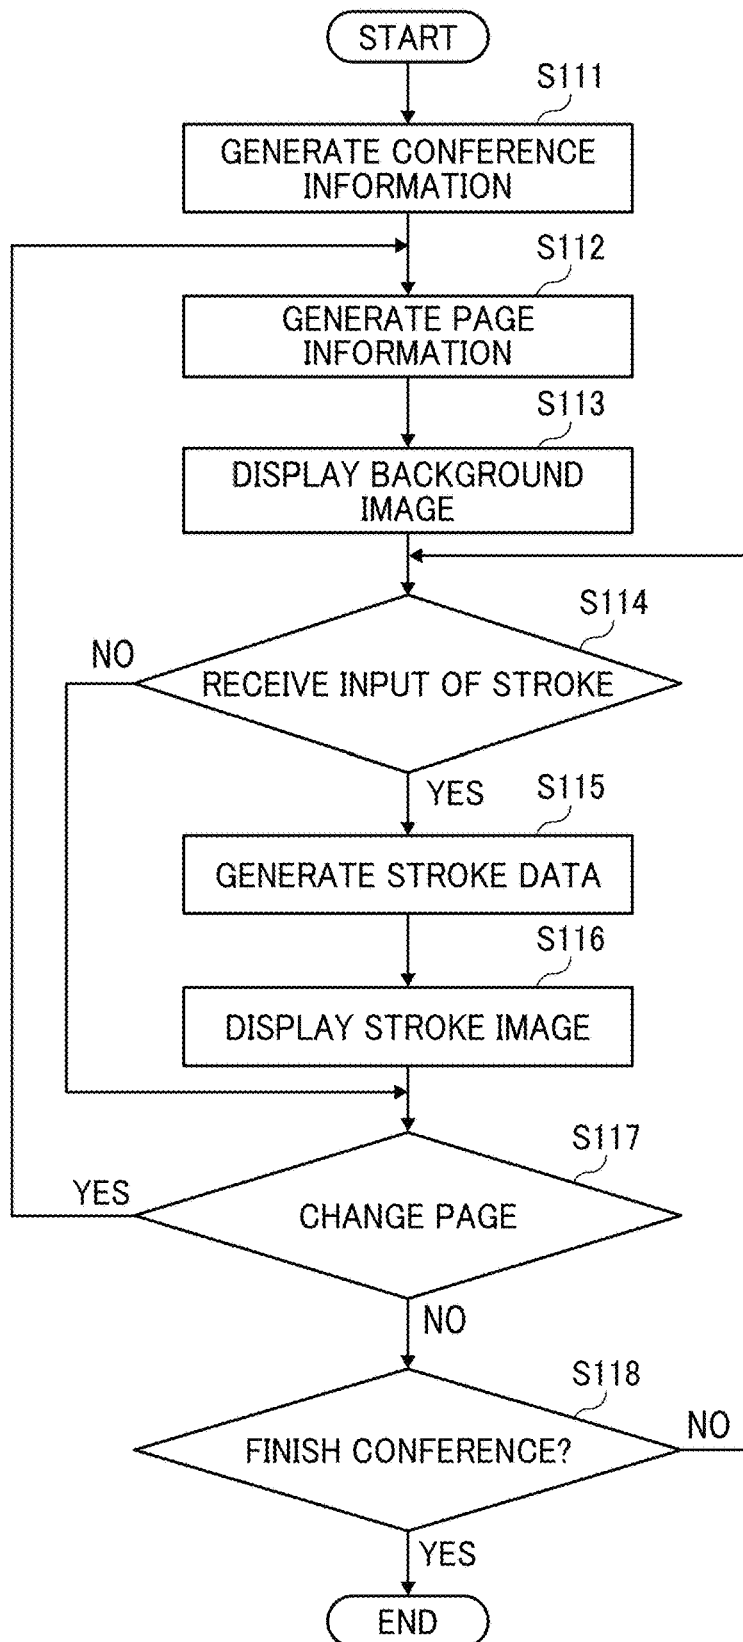 START
S111
GENERATE CONFERENCE
INFORMATION
S112
GENERATE PAGE
INFORMATION
S113
DISPLAY BACKGROUND
IMAGE
S114
NO
RECEIVE INPUT OF STROKE
YES
S115
GENERATE STROKE DATA
S116
DISPLAY STROKE IMAGE
S117
YES
CHANGE PAGE
NO
S118
NO
FINISH CONFERENCE?
YES
END